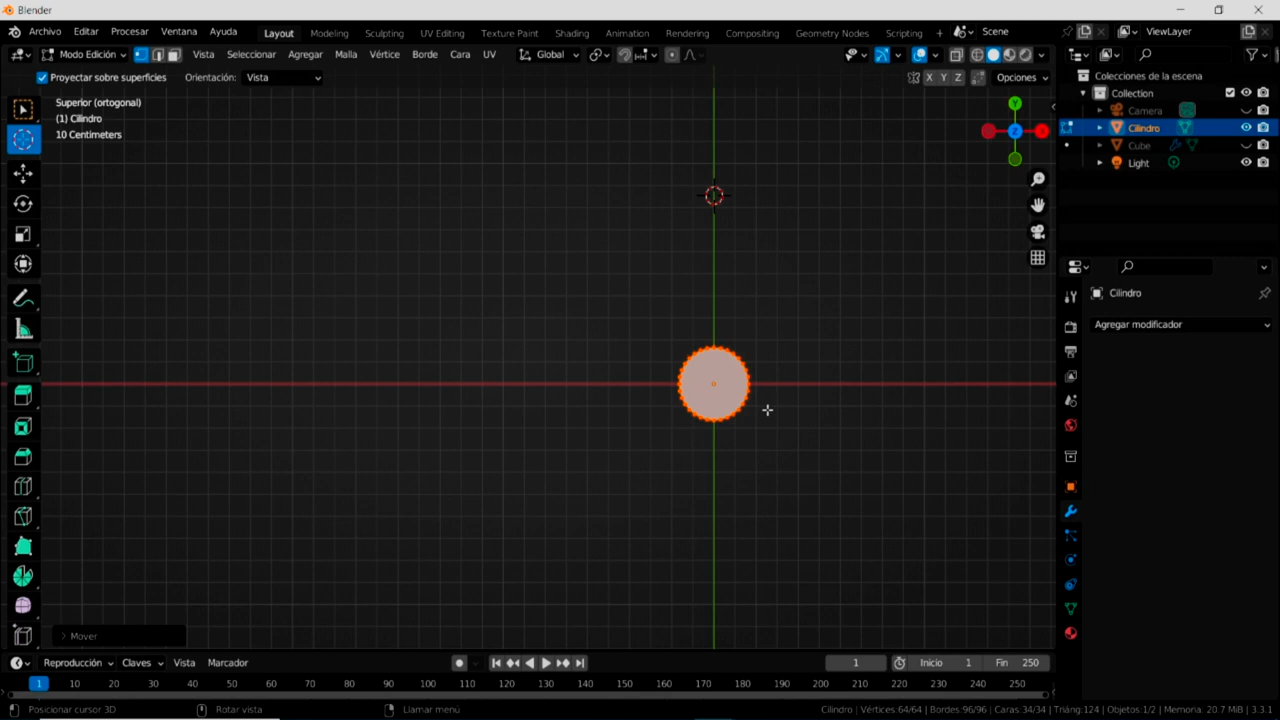 Blender
Archivo Editar Procesar Ventana Ayuda Layout Modeling Sculpting UV Editing Texture Paint Shading Animation Rendering Compositing Geometry Nodes Scripting + Scene ViewLayer
Modo Edición Vista Seleccionar Agregar Malla Vértice Borde Cara UV Global
Proyectar sobre superficies Orientación: Vista X Y Z Opciones
Colecciones de la escena
Collection
Camera
Cilindro
Cube
Light
Superior (ortogonal)
(1) Cilindro
10 Centimeters
Y
Z
X
Cilindro
Agregar modificador
> Mover
Reproducción Claves Vista Marcador 1 Inicio 1 Fin 250
1 10 20 30 40 50 60 70 80 90 100 110 120 130 140 150 160 170 180 190 200 210 220 230 240 250
Posicionar cursor 3D Rotar vista Llamar menú Cilindro | Vértices:64/64 | Bordes:96/96 | Caras:34/34 | Triáng:124 | Objetos:1/2 | Memoria: 20.7 MiB | 3.3.1